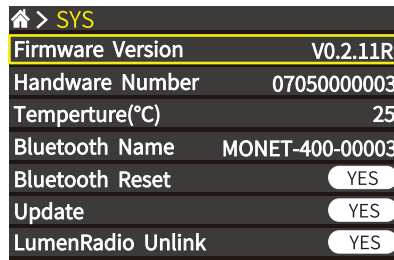 > SYS
Firmware Version V0.2.11R
Handware Number 07050000003
Temperture(°C) 25
Bluetooth Name MONET-400-00003
Bluetooth Reset YES
Update YES
LumenRadio Unlink YES